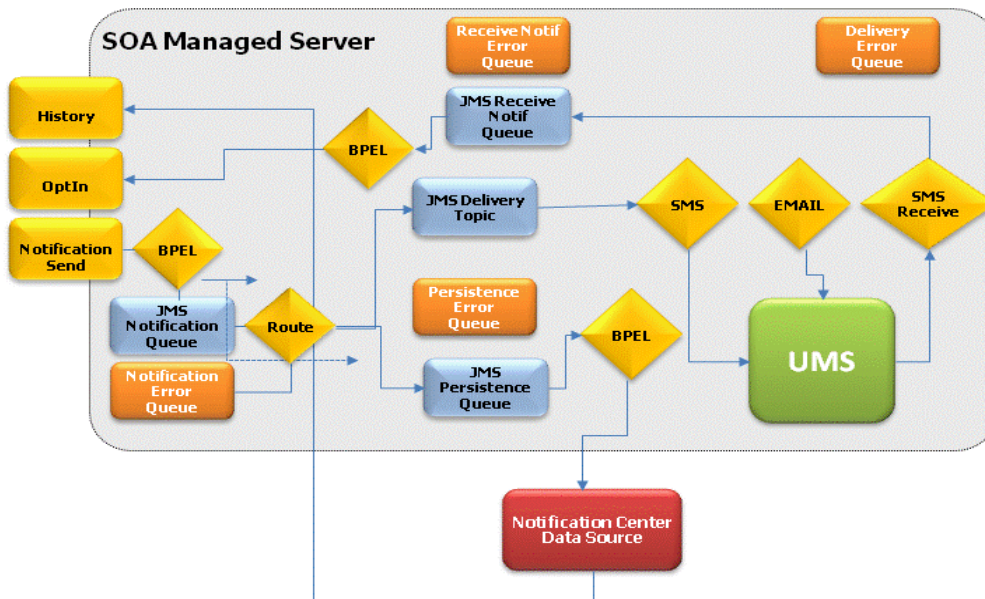 SOA Managed Server
Receive Notif
Error
Queue
Delivery
Error
Queue
History
JMS Receive
Notif
Queue
BPEL
OptIn
JMS Delivery
Topic
SMS
EMAIL
SMS
Receive
Notification
Send
BPEL
JMS
Notification
Queue
Route
Persistence
Error
Queue
BPEL
UMS
Notification
Error
Queue
JMS
Persistence
Queue
Notification Center
Data Source